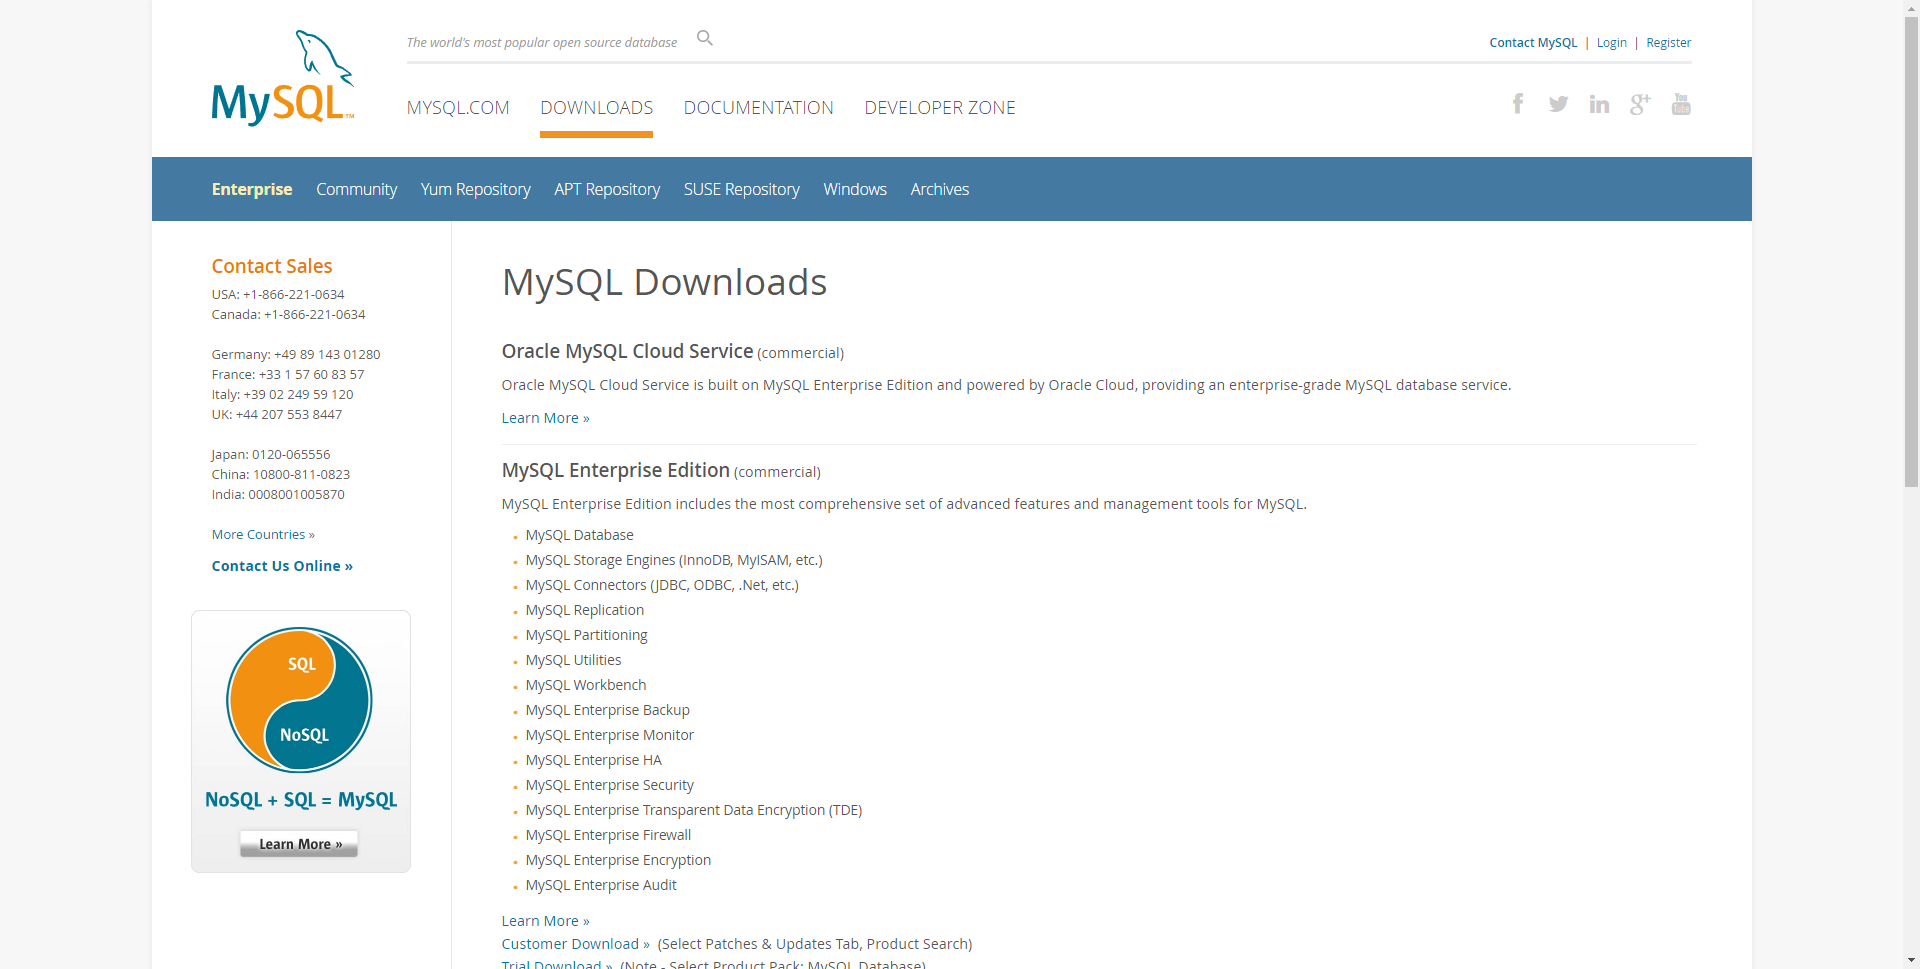 The world's most popular open source database
Contact MySQL | Login | Register
MySQL™
MYSQL.COM DOWNLOADS DOCUMENTATION DEVELOPER ZONE
You Tube
Enterprise Community Yum Repository APT Repository SUSE Repository Windows Archives
Contact Sales
USA: +1-866-221-0634
Canada: +1-866-221-0634
Germany: +49 89 143 01280
France: +33 1 57 60 83 57
Italy: +39 02 249 59 120
UK: +44 207 553 8447
Japan: 0120-065556
China: 10800-811-0823
India: 0008001005870
More Countries »
Contact Us Online »
SQL
NoSQL
NoSQL + SQL = MySQL
Learn More »
MySQL Downloads
Oracle MySQL Cloud Service (commercial)
Oracle MySQL Cloud Service is built on MySQL Enterprise Edition and powered by Oracle Cloud, providing an enterprise-grade MySQL database service.
Learn More »
MySQL Enterprise Edition (commercial)
MySQL Enterprise Edition includes the most comprehensive set of advanced features and management tools for MySQL.
MySQL Database
MySQL Storage Engines (InnoDB, MyISAM, etc.)
MySQL Connectors (JDBC, ODBC, .Net, etc.)
MySQL Replication
MySQL Partitioning
MySQL Utilities
MySQL Workbench
MySQL Enterprise Backup
MySQL Enterprise Monitor
MySQL Enterprise HA
MySQL Enterprise Security
MySQL Enterprise Transparent Data Encryption (TDE)
MySQL Enterprise Firewall
MySQL Enterprise Encryption
MySQL Enterprise Audit
Learn More »
Customer Download » (Select Patches & Updates Tab, Product Search)
Trial Download » (Note - Select Product Pack: MySQL Database)